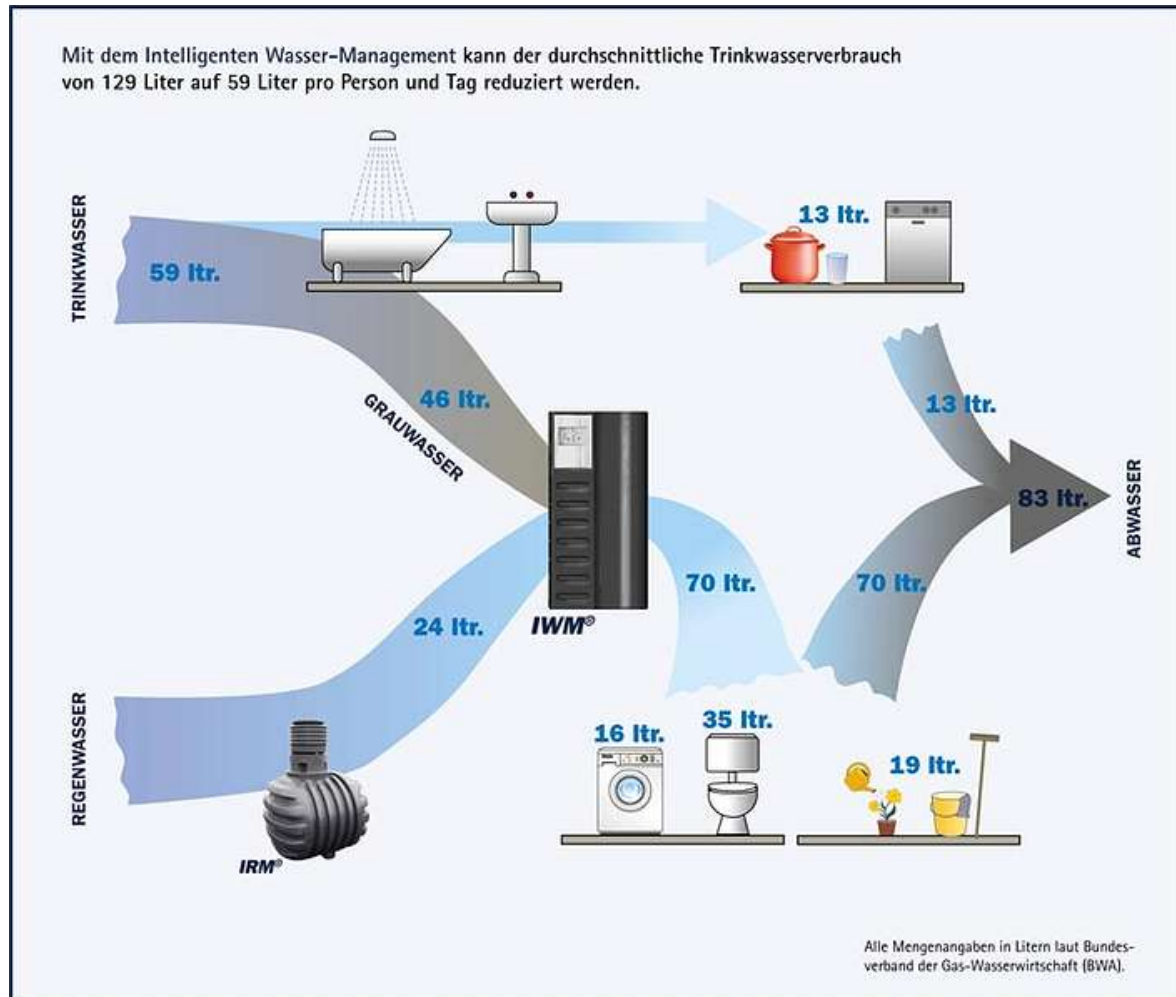 Mit dem Intelligenten Wasser-Management kann der durchschnittliche Trinkwasserverbrauch
von 129 Liter auf 59 Liter pro Person und Tag reduziert werden.
TRINKWASSER
59 ltr.
13 ltr.
46 ltr.
GRAUWASSER
13 ltr.
83 ltr.
ABWASSER
IWM®
70 ltr.
70 ltr.
24 ltr.
REGENWASSER
IRM®
16 ltr.
35 ltr.
19 ltr.
Alle Mengenangaben in Litern laut Bundes-
verband der Gas-Wasserwirtschaft (BWA).